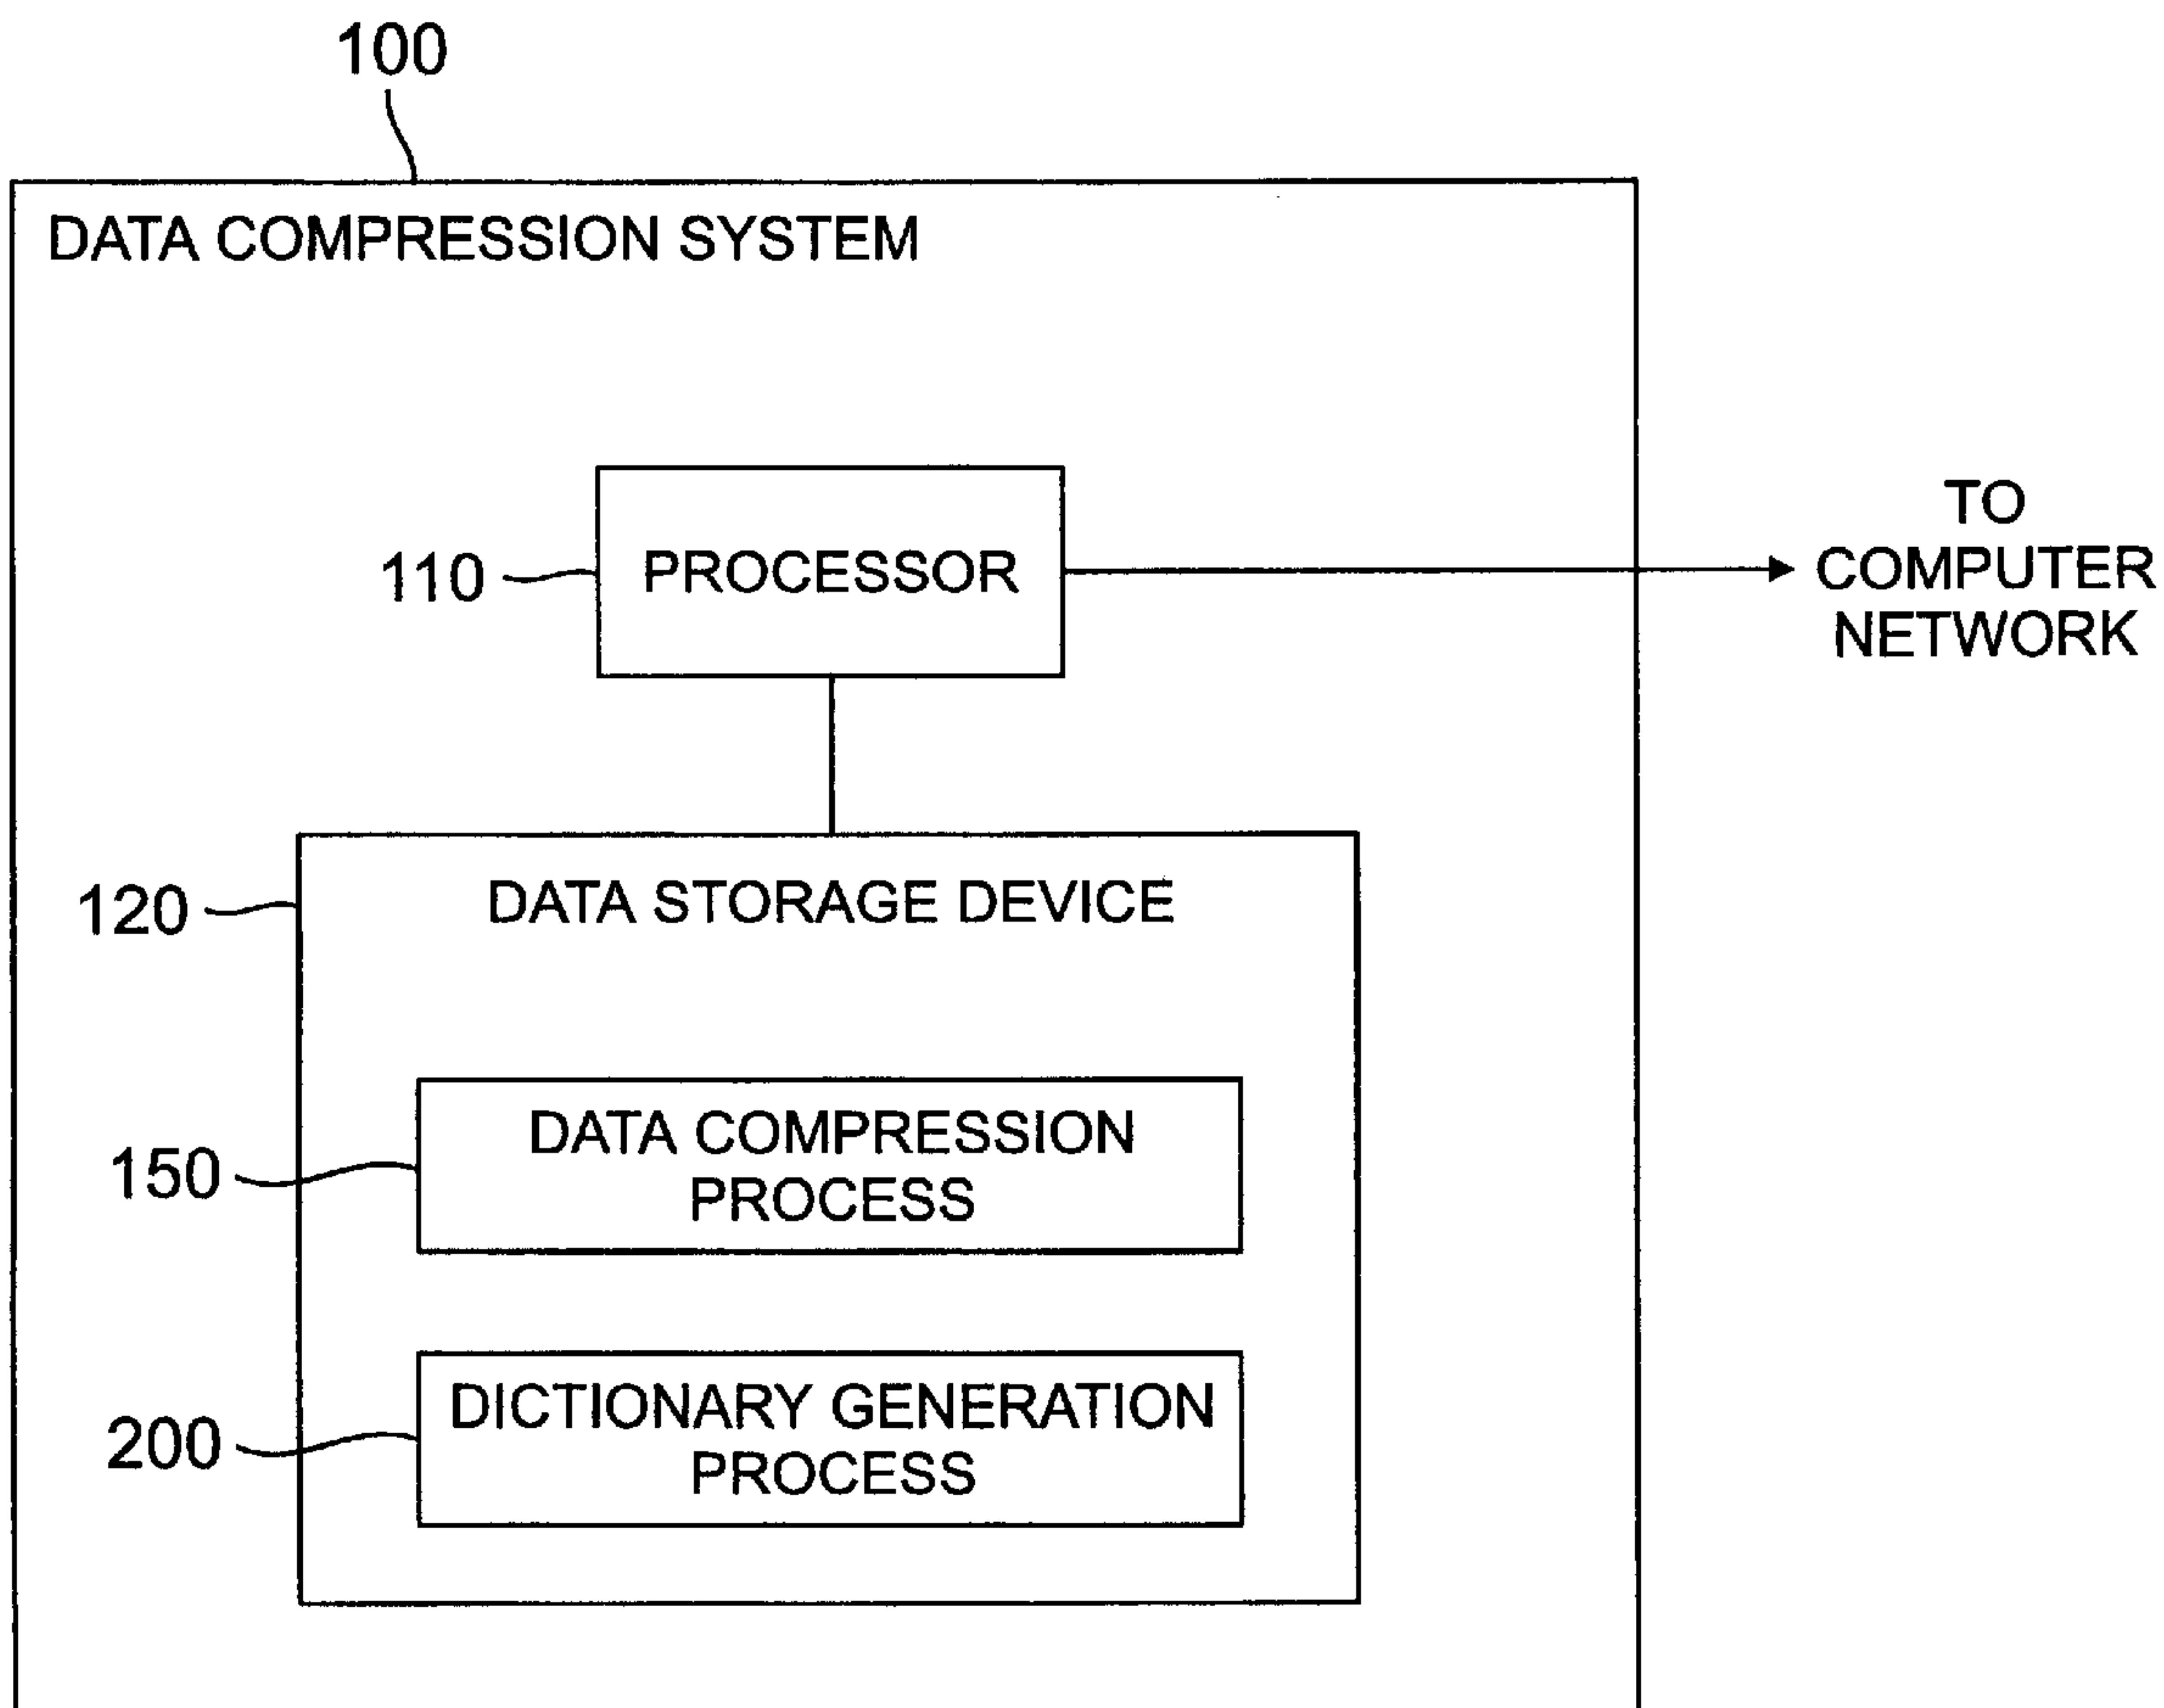 100
DATA COMPRESSION SYSTEM
110
PROCESSOR
TO
COMPUTER
NETWORK
120
DATA STORAGE DEVICE
150
DATA COMPRESSION
PROCESS
200
DICTIONARY GENERATION
PROCESS